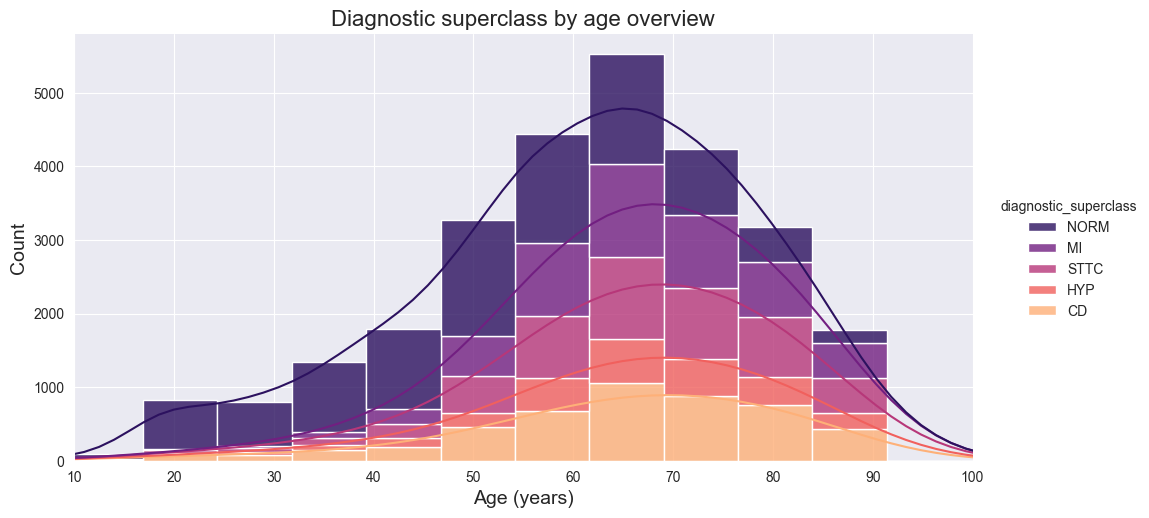 Diagnostic superclass by age overview
Count
5000
4000
3000
2000
1000
0
10 20 30 40 50 60 70 80 90 100
Age (years)
diagnostic_superclass
NORM
MI
STTC
HYP
CD